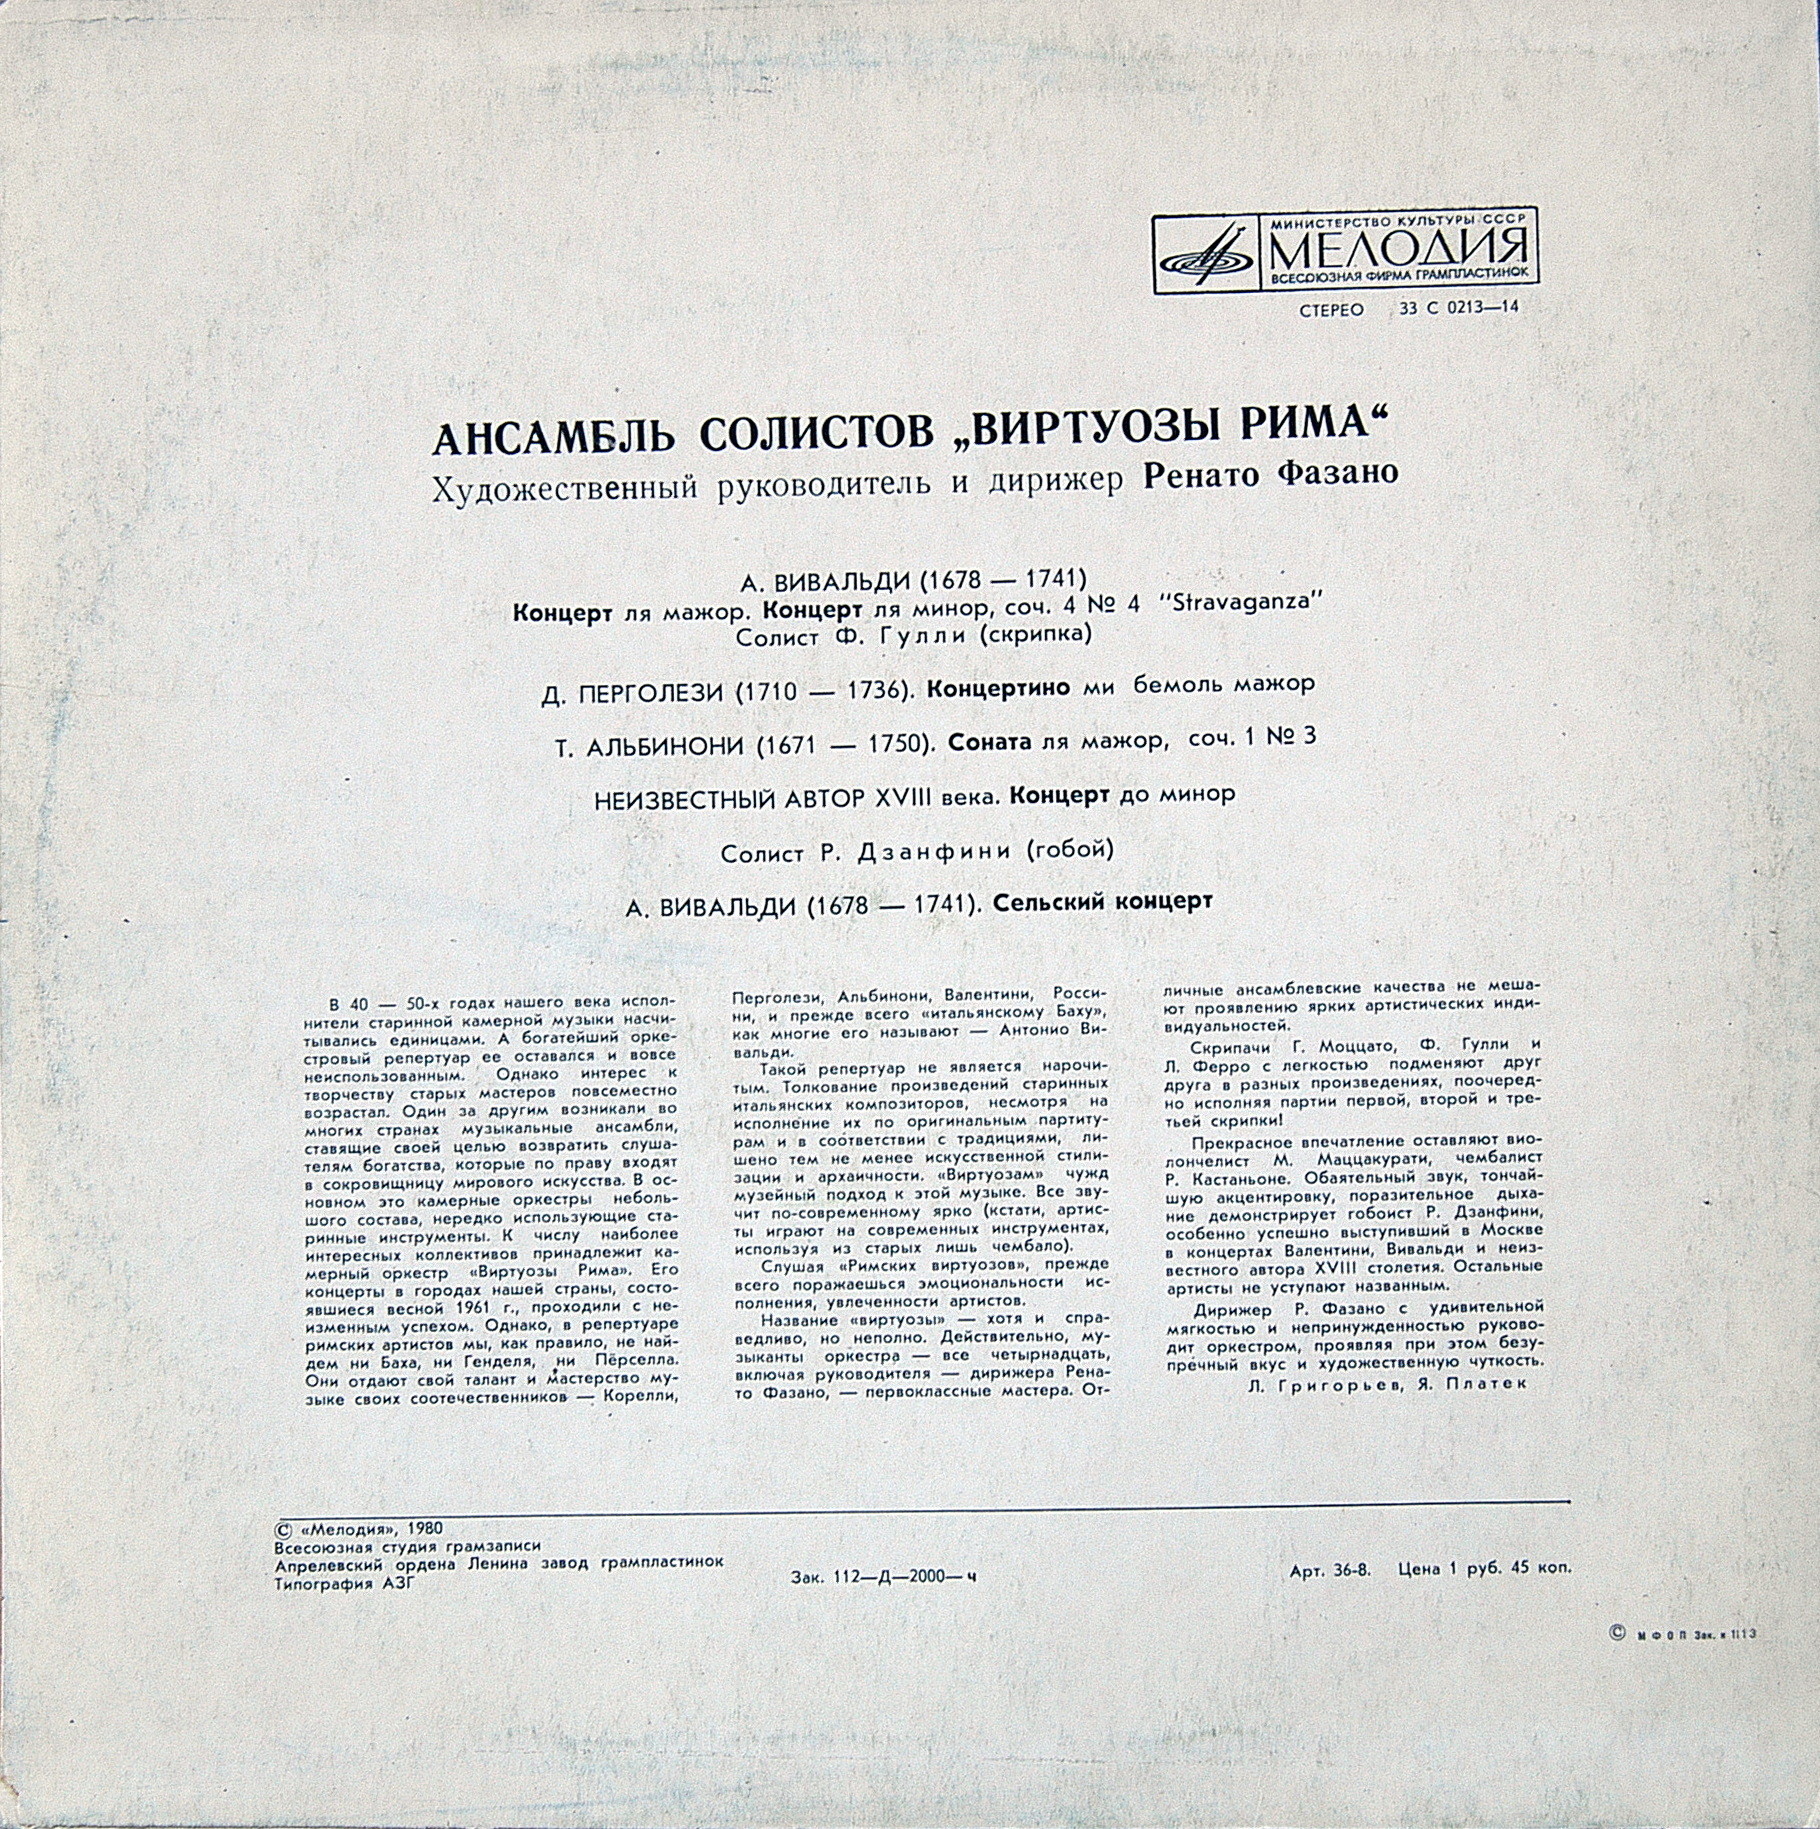 МИНИСТЕРСТВО КУЛЬТУРЫ СССР
МЕЛОДИЯ
ВСЕСОЮЗНАЯ ФИРМА ГРАМПЛАСТИНОК
СТЕРЕО 33 С 0213—14
АНСАМБЛЬ СОЛИСТОВ „ВИРТУОЗЫ РИМА“
Художественный руководитель и дирижер Ренато Фазано
А. ВИВАЛЬДИ (1678 — 1741)
Концерт ля мажор. Концерт ля минор, соч. 4 № 4 "Stravaganza"
Солист Ф. Гулли (скрипка)
Д. ПЕРГОЛЕЗИ (1710 — 1736). Концертино ми бемоль мажор
Т. АЛЬБИНОНИ (1671 — 1750). Соната ля мажор, соч. 1 № 3
НЕИЗВЕСТНЫЙ АВТОР XVIII века. Концерт до минор
Солист Р. Дзанфини (гобой)
А. ВИВАЛЬДИ (1678 — 1741). Сельский концерт
В 40 — 50-х годах нашего века испол-
нители старинной камерной музыки насчи-
тывались единицами. А богатейший орке-
стровый репертуар ее оставался и вовсе
неиспользованным. Однако интерес к
творчеству старых мастеров повсеместно
возрастал. Один за другим возникали во
многих странах музыкальные ансамбли,
ставящие своей целью возвратить слуша-
телям богатства, которые по праву входят
в сокровищницу мирового искусства. В ос-
новном это камерные оркестры неболь-
шого состава, нередко использующие ста-
ринные инструменты. К числу наиболее
интересных коллективов принадлежит ка-
мерный оркестр «Виртуозы Рима». Его
концерты в городах нашей страны, состо-
явшиеся весной 1961 г., проходили с не-
изменным успехом. Однако, в репертуаре
римских артистов мы, как правило, не най-
дем ни Баха, ни Генделя, ни Пёрселла.
Они отдают свой талант и мастерство му-
зыке своих соотечественников — Корелли,
Перголези, Альбинони, Валентини, Росси-
ни, и прежде всего «итальянскому Баху»,
как многие его называют — Антонио Ви-
вальди.
Такой репертуар не является нарочи-
тым. Толкование произведений старинных
итальянских композиторов, несмотря на
исполнение их по оригинальным партиту-
рам и в соответствии с традициями, ли-
шено тем не менее искусственной стили-
зации и архаичности. «Виртуозам» чужд
музейный подход к этой музыке. Все зву-
чит по-современному ярко (кстати, артис-
ты играют на современных инструментах,
используя из старых лишь чембало).
Слушая «Римских виртуозов», прежде
всего поражаешься эмоциональности ис-
полнения, увлеченности артистов.
Название «виртуозы» — хотя и спра-
ведливо, но неполно. Действительно, му-
зыканты оркестра — все четырнадцать,
включая руководителя — дирижера Рена-
то Фазано, — первоклассные мастера. От-
личные ансамблевские качества не меша-
ют проявлению ярких артистических инди-
видуальностей.
Скрипачи Г. Моццато, Ф. Гулли и
Л. Ферро с легкостью подменяют друг
друга в разных произведениях, поочеред-
но исполняя партии первой, второй и тре-
тьей скрипки!
Прекрасное впечатление оставляют вио-
лончелист М. Маццакурати, чембалист
Р. Кастаньоне. Обаятельный звук, тончай-
шую акцентировку, поразительное дыха-
ние демонстрирует гобоист Р. Дзанфини,
особенно успешно выступивший в Москве
в концертах Валентини, Вивальди и неиз-
вестного автора XVIII столетия. Остальные
артисты не уступают названным.
Дирижер Р. Фазано с удивительной
мягкостью и непринужденностью руково-
дит оркестром, проявляя при этом безу-
пречный вкус и художественную чуткость.
Л. Григорьев, Я. Платек
© «Мелодия», 1980
Всесоюзная студия грамзаписи
Апрелевский ордена Ленина завод грампластинок
Типография АЗГ
Зак. 112—Д—2000—ч
Арт. 36-8. Цена 1 руб. 45 коп.
© МФОП Зак. 1113